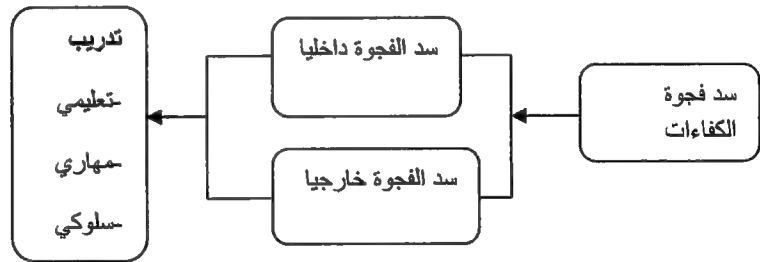 سد فجوة
الكفاءات
سد الفجوة داخليا
سد الفجوة خارجيا
تدريب
-تعليمي
-مهاري
-سلوكي